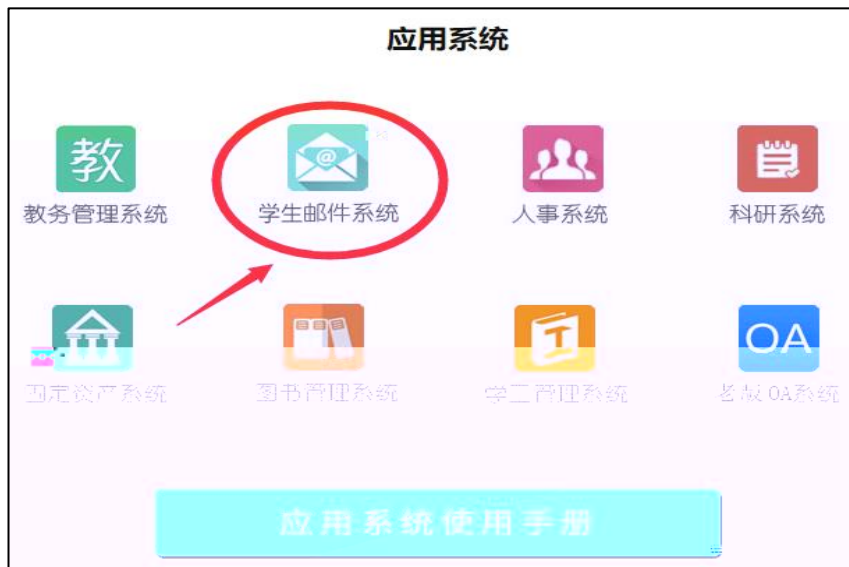 应用系统
教
教务管理系统
@
学生邮件系统
人事系统
科研系统
固定资产系统
图书管理系统
T
学工管理系统
OA
老版OA系统
应用系统使用手册